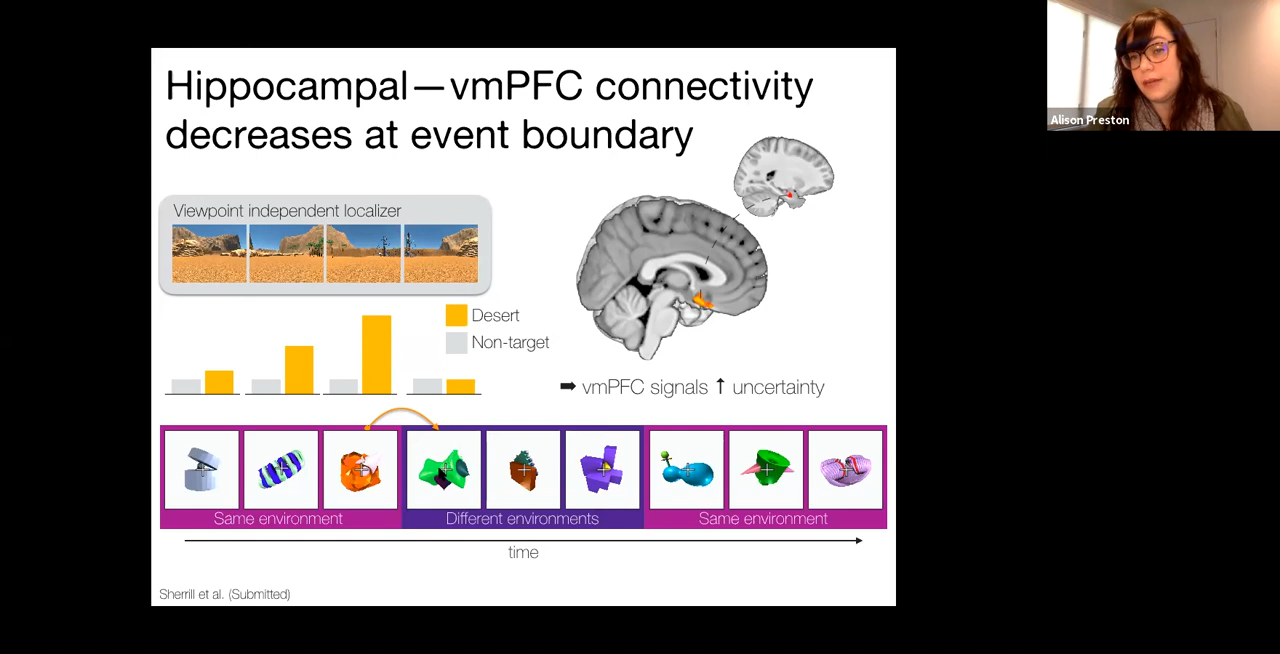 Hippocampal—vmPFC connectivity
decreases at event boundary
Viewpoint independent localizer
Desert
Non-target
➡ vmPFC signals ↑ uncertainty
Same environment
Different environments
Same environment
time
Sherrill et al. (Submitted)
Alison Preston